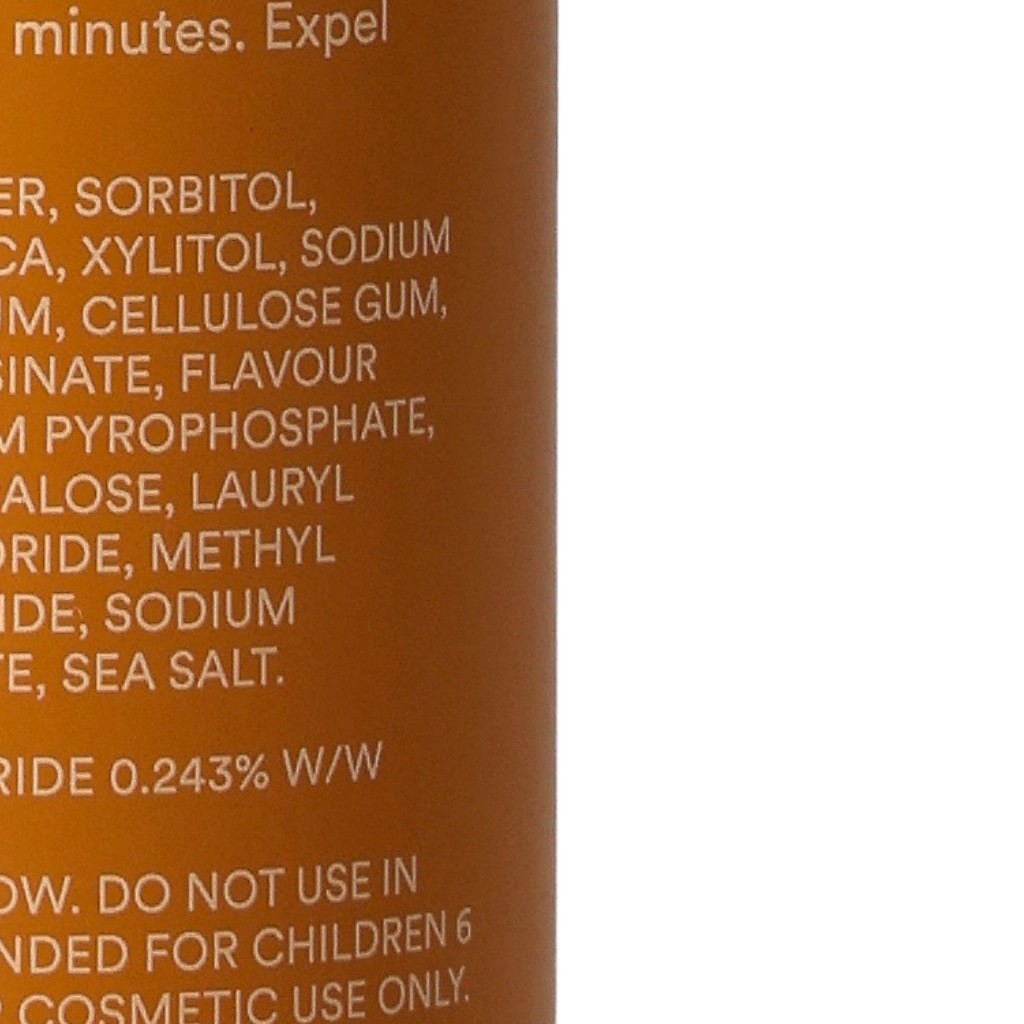 minutes. Expel
ER, SORBITOL,
CA, XYLITOL, SODIUM
UM, CELLULOSE GUM,
SINATE, FLAVOUR
M PYROPHOSPHATE,
ALOSE, LAURYL
ORIDE, METHYL
IDE, SODIUM
TE, SEA SALT.
RIDE 0.243% W/W
OW. DO NOT USE IN
NDED FOR CHILDREN 6
R COSMETIC USE ONLY.